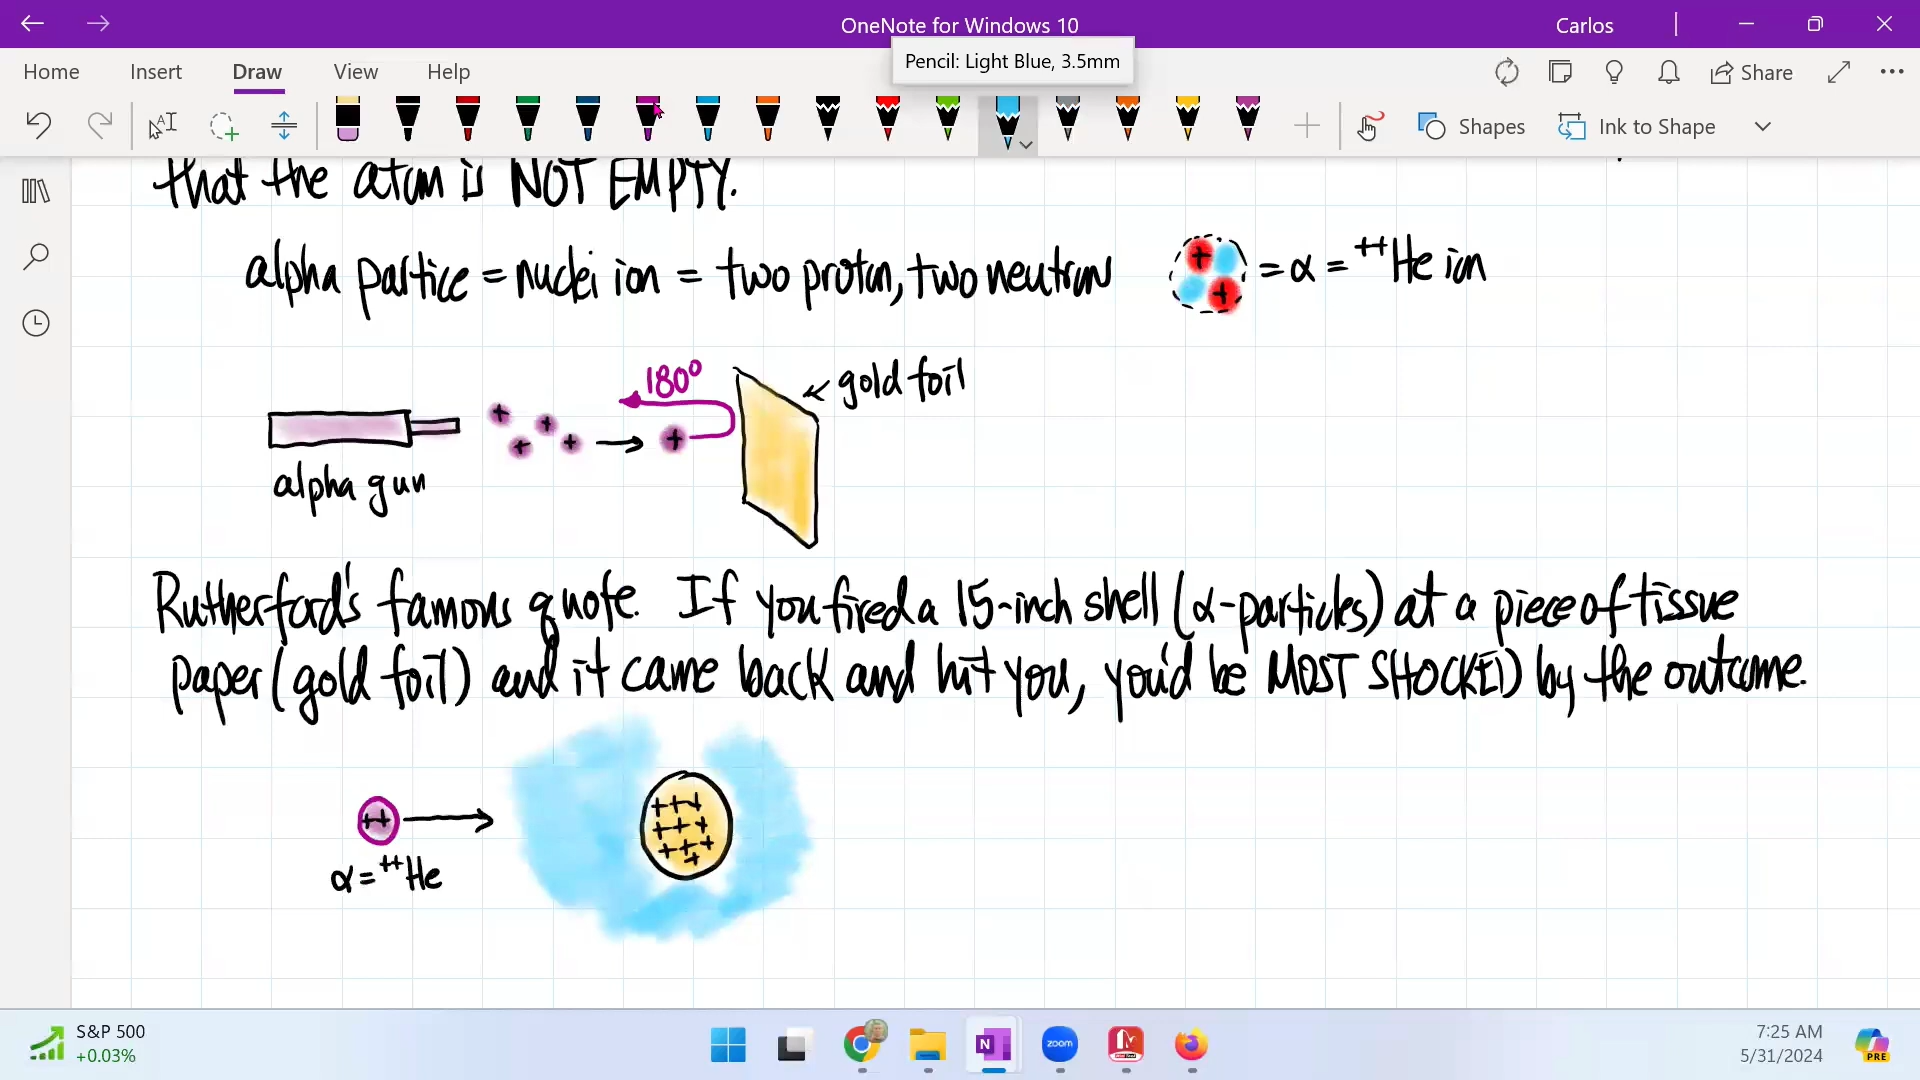 OneNote for Windows 10
Carlos
Pencil: Light Blue, 3.5mm
Home Insert Draw View Help
Share
Shapes Ink to Shape
that the atom is NOT EMPTY.
alpha partice = nuclei ion = two proton, two neutron
+ + = α = ++He ion
180°
gold foil
+ + + + +
alpha gun
Rutherford's famous quote. If you fired a 15-inch shell (α-particles) at a piece of tissue
paper (gold foil) and it came back and hit you, you'd be MOST SHOCKED by the outcome.
+++
++ +++
+++
+
α = ++He
S&P 500
+0.03%
zoom
7:25 AM
5/31/2024
PRE